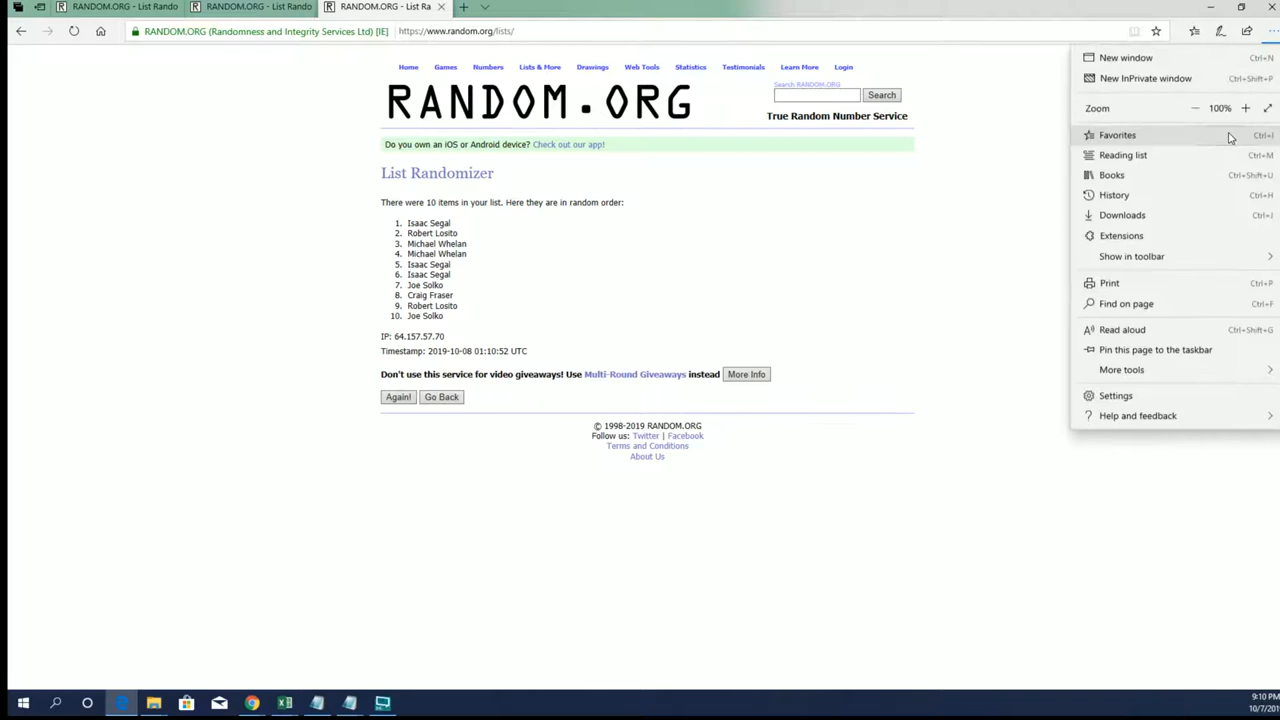 RANDOM.ORG - List Rando
RANDOM.ORG - List Rando
RANDOM.ORG - List Ra
RANDOM.ORG (Randomness and Integrity Services Ltd) [IE]
https://www.random.org/lists/
Home Games Numbers Lists & More Drawings Web Tools Statistics Testimonials Learn More Login
RANDOM.ORG
Search RANDOM.ORG
Search
True Random Number Service
Do you own an iOS or Android device? Check out our app!
List Randomizer
There were 10 items in your list. Here they are in random order:
1. Isaac Segal
2. Robert Losito
3. Michael Whelan
4. Michael Whelan
5. Isaac Segal
6. Isaac Segal
7. Joe Solko
8. Craig Fraser
9. Robert Losito
10. Joe Solko
IP: 64.157.57.70
Timestamp: 2019-10-08 01:10:52 UTC
Don't use this service for video giveaways! Use Multi-Round Giveaways instead More Info
Again! Go Back
© 1998-2019 RANDOM.ORG
Follow us: Twitter | Facebook
Terms and Conditions
About Us
New window Ctrl+N
New InPrivate window Ctrl+Shift+P
Zoom 100%
Favorites Ctrl+I
Reading list Ctrl+M
Books Ctrl+Shift+U
History Ctrl+H
Downloads Ctrl+J
Extensions
Show in toolbar
Print Ctrl+P
Find on page Ctrl+F
Read aloud Ctrl+Shift+G
Pin this page to the taskbar
More tools
Settings
Help and feedback
9:10 PM
10/7/201